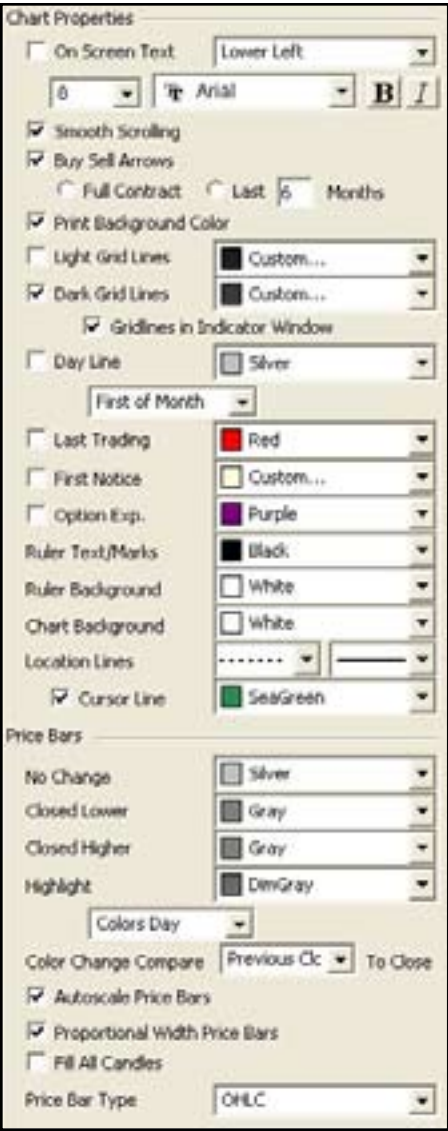 Chart Properties
On Screen Text Lower Left
8 Arial B I
Smooth Scrolling
Buy Sell Arrows
Full Contract Last 6 Months
Print Background Color
Light Grid Lines Custom...
Dark Grid Lines Custom...
Gridlines in Indicator Window
Day Line Silver
First of Month
Last Trading Red
First Notice Custom...
Option Exp. Purple
Ruler Text/Marks Black
Ruler Background White
Chart Background White
Location Lines
Cursor Line SeaGreen
Price Bars
No Change Silver
Closed Lower Gray
Closed Higher Gray
Highlight DimGray
Colors Day
Color Change Compare Previous Clc To Close
Autoscale Price Bars
Proportional Width Price Bars
Fill All Candles
Price Bar Type OHLC